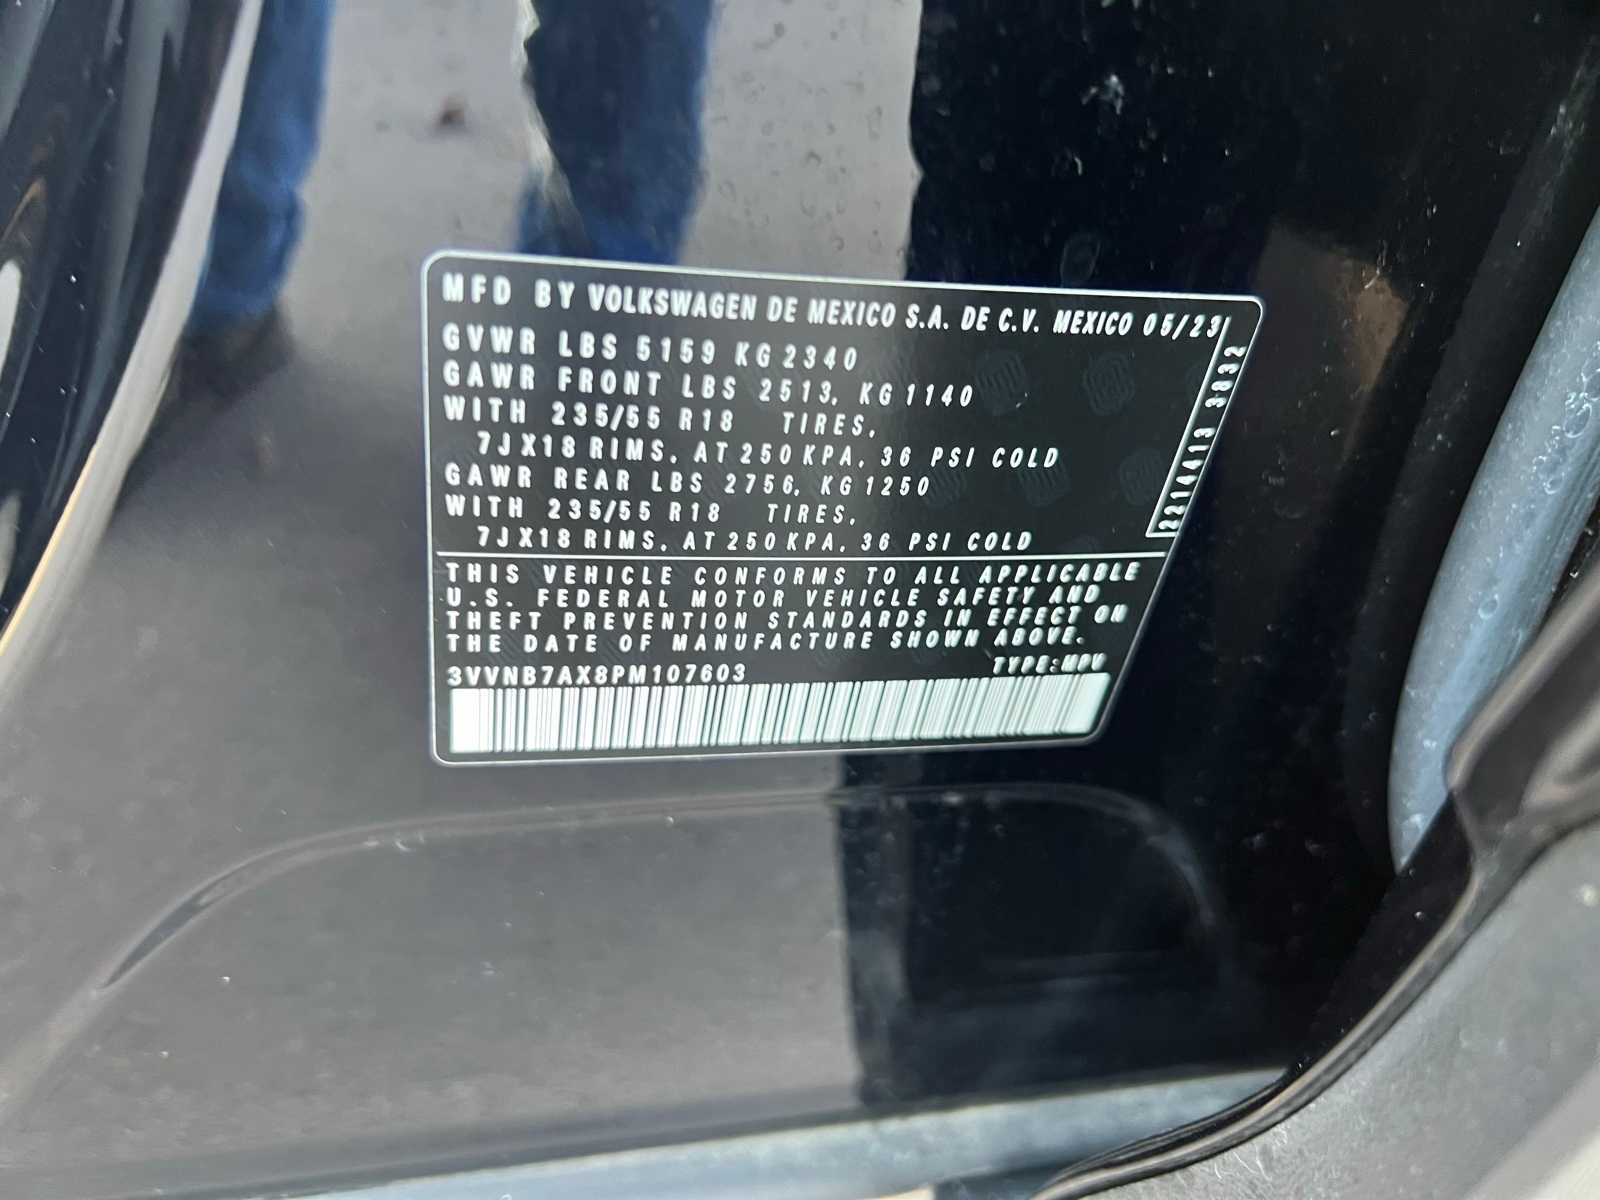 MFD BY VOLKSWAGEN DE MEXICO S.A. DE C.V. MEXICO 05/23
GVWR LBS 5159 KG 2340
GAWR FRONT LBS 2513, KG 1140
WITH 235/55 R18 TIRES,
7JX18 RIMS, AT 250 KPA, 36 PSI COLD
GAWR REAR LBS 2756, KG 1250
WITH 235/55 R18 TIRES,
7JX18 RIMS, AT 250 KPA, 36 PSI COLD
2214413 3832
THIS VEHICLE CONFORMS TO ALL APPLICABLE
U.S. FEDERAL MOTOR VEHICLE SAFETY AND
THEFT PREVENTION STANDARDS IN EFFECT ON
THE DATE OF MANUFACTURE SHOWN ABOVE.
3VVNB7AX8PM107603 TYPE:MPV